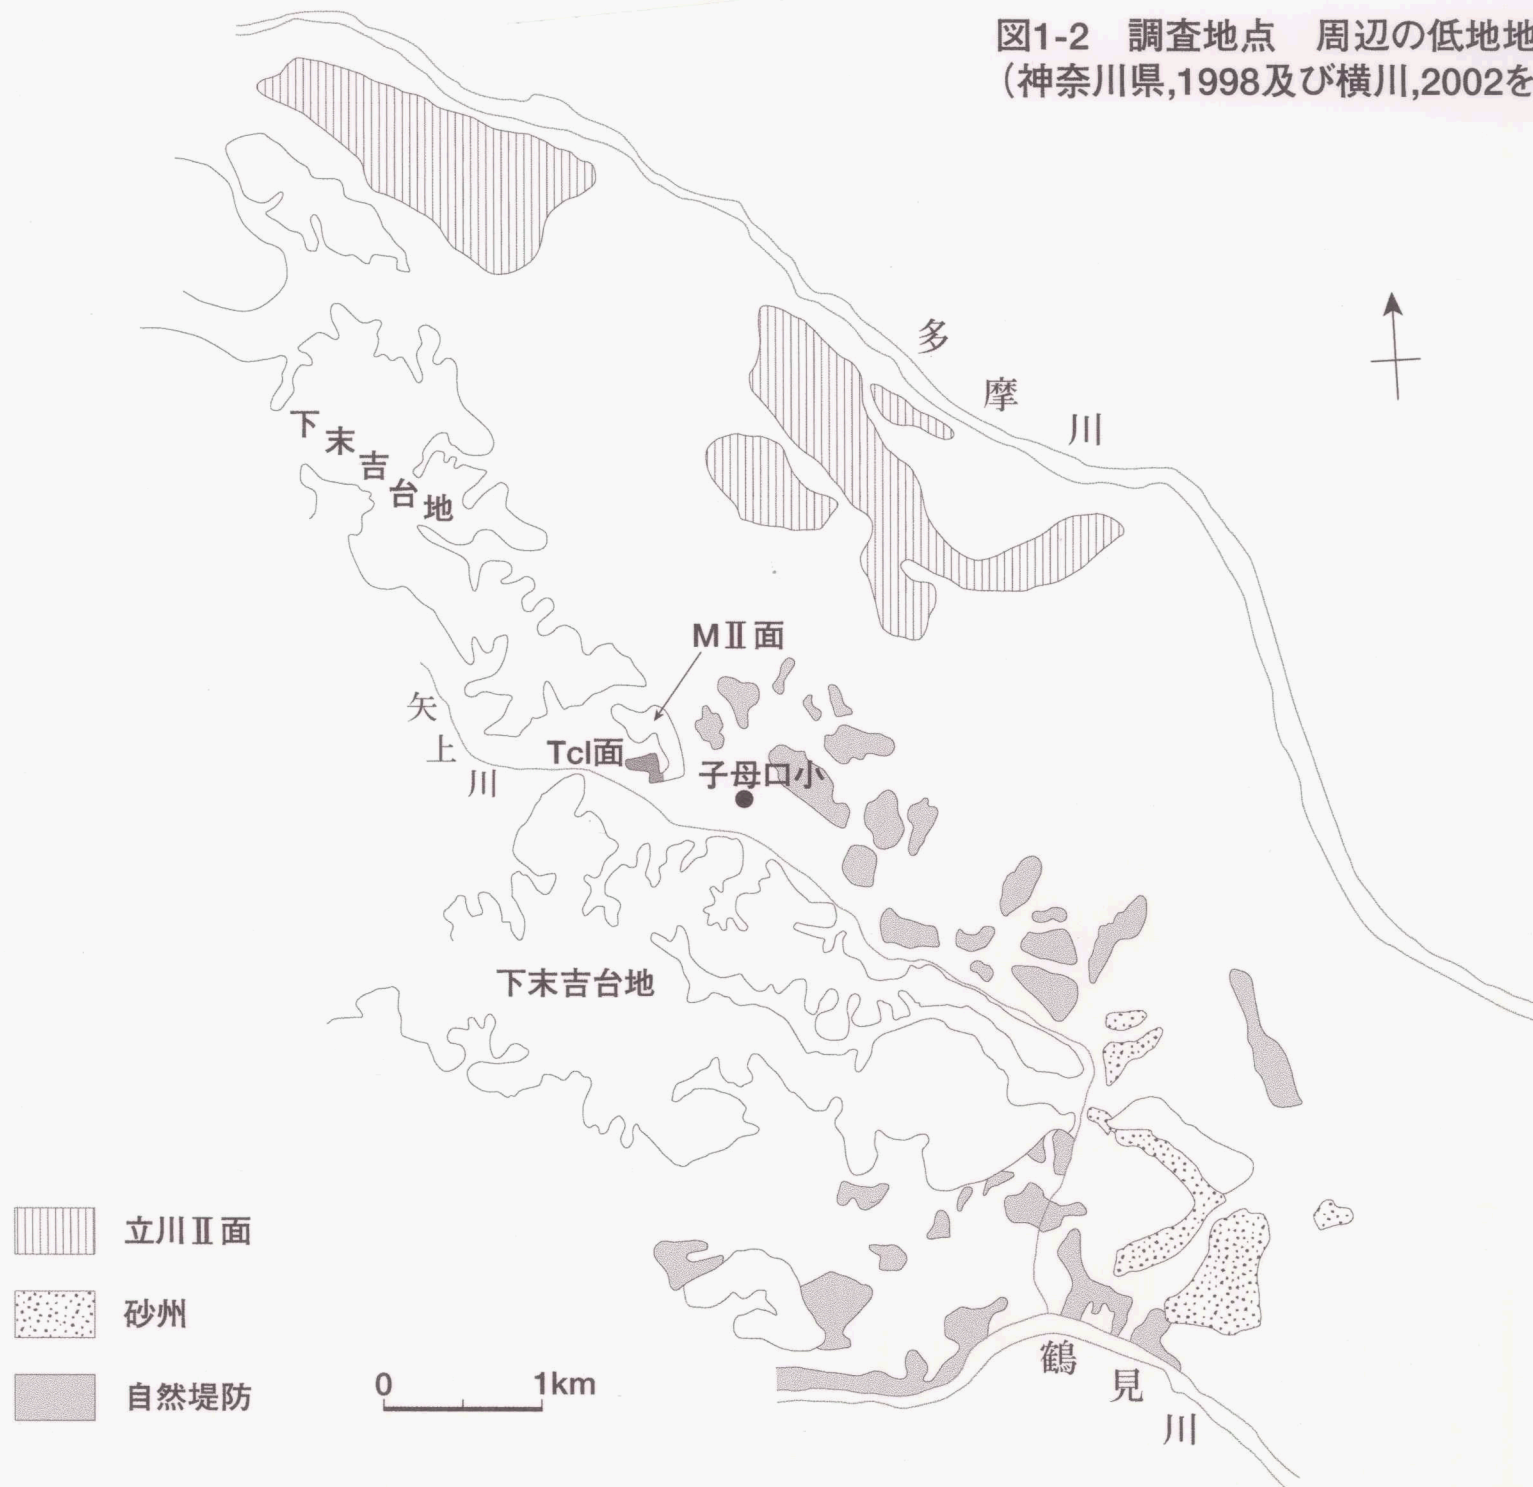 図1-2 調査地点 周辺の低地地
(神奈川県,1998及び横川,2002を
多摩川
下末吉台地
MⅡ面
矢上川
Tcl面
子母口小
下末吉台地
立川Ⅱ面
砂州
自然堤防
0 1km
鶴見川